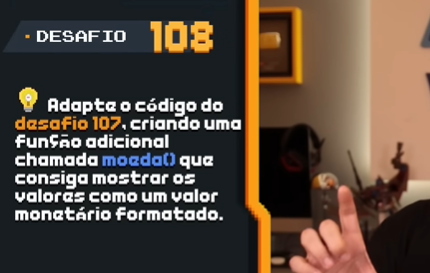 DESAFIO 108
Adapte o código do
desafio 107, criando uma
função adicional
chamada moeda() que
consiga mostrar os
valores como um valor
monetário formatado.